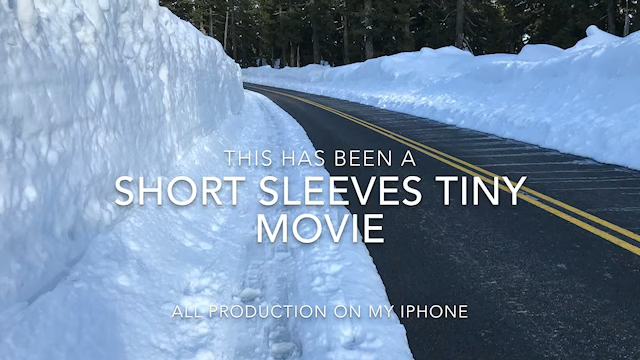 THIS HAS BEEN A
SHORT SLEEVES TINY
MOVIE
ALL PRODUCTION ON MY IPHONE